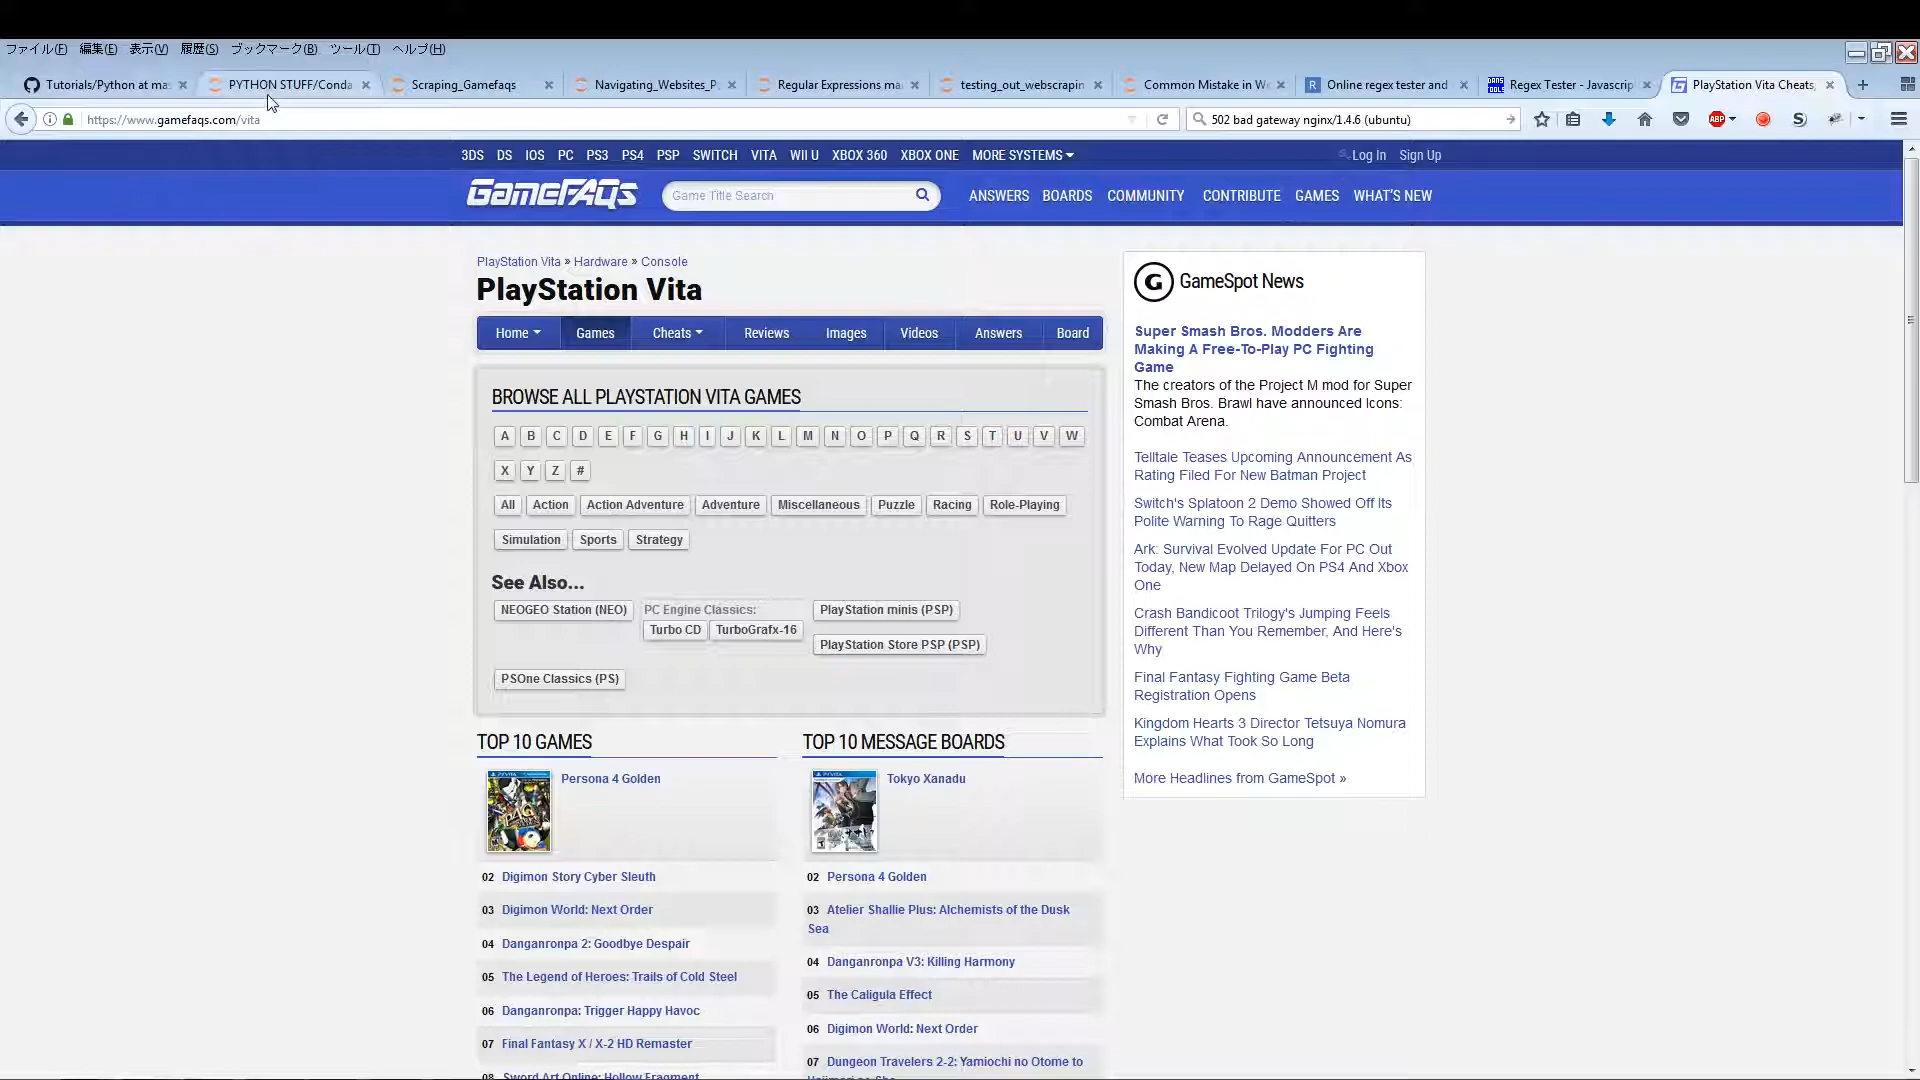 ファイル(F) 編集(E) 表示(V) 履歴(S) ブックマーク(B) ツール(T) ヘルプ(H)
Tutorials/Python at ma PYTHON STUFF/Conda Scraping_Gamefaqs Navigating_Websites_P Regular Expressions ma testing_out_webscrapin Common Mistake in W Online regex tester and Regex Tester - Javascrip PlayStation Vita Cheats,
https://www.gamefaqs.com/vita 502 bad gateway nginx/1.4.6 (ubuntu) ABP
3DS DS IOS PC PS3 PS4 PSP SWITCH VITA WII U XBOX 360 XBOX ONE MORE SYSTEMS Log In Sign Up
GameFAQs Game Title Search ANSWERS BOARDS COMMUNITY CONTRIBUTE GAMES WHAT'S NEW
PlayStation Vita » Hardware » Console
PlayStation Vita
Home Games Cheats Reviews Images Videos Answers Board
BROWSE ALL PLAYSTATION VITA GAMES
A B C D E F G H I J K L M N O P Q R S T U V W
X Y Z #
All Action Action Adventure Adventure Miscellaneous Puzzle Racing Role-Playing
Simulation Sports Strategy
See Also...
NEOGEO Station (NEO) PC Engine Classics: PlayStation minis (PSP)
Turbo CD TurboGrafx-16
PlayStation Store PSP (PSP)
PSOne Classics (PS)
TOP 10 GAMES
Persona 4 Golden
02 Digimon Story Cyber Sleuth
03 Digimon World: Next Order
04 Danganronpa 2: Goodbye Despair
05 The Legend of Heroes: Trails of Cold Steel
06 Danganronpa: Trigger Happy Havoc
07 Final Fantasy X / X-2 HD Remaster
08 Sword Art Online: Hollow Fragment
TOP 10 MESSAGE BOARDS
Tokyo Xanadu
02 Persona 4 Golden
03 Atelier Shallie Plus: Alchemists of the Dusk
Sea
04 Danganronpa V3: Killing Harmony
05 The Caligula Effect
06 Digimon World: Next Order
07 Dungeon Travelers 2-2: Yamiochi no Otome to
GameSpot News
Super Smash Bros. Modders Are
Making A Free-To-Play PC Fighting
Game
The creators of the Project M mod for Super
Smash Bros. Brawl have announced Icons:
Combat Arena.
Telltale Teases Upcoming Announcement As
Rating Filed For New Batman Project
Switch's Splatoon 2 Demo Showed Off Its
Polite Warning To Rage Quitters
Ark: Survival Evolved Update For PC Out
Today, New Map Delayed On PS4 And Xbox
One
Crash Bandicoot Trilogy's Jumping Feels
Different Than You Remember, And Here's
Why
Final Fantasy Fighting Game Beta
Registration Opens
Kingdom Hearts 3 Director Tetsuya Nomura
Explains What Took So Long
More Headlines from GameSpot »